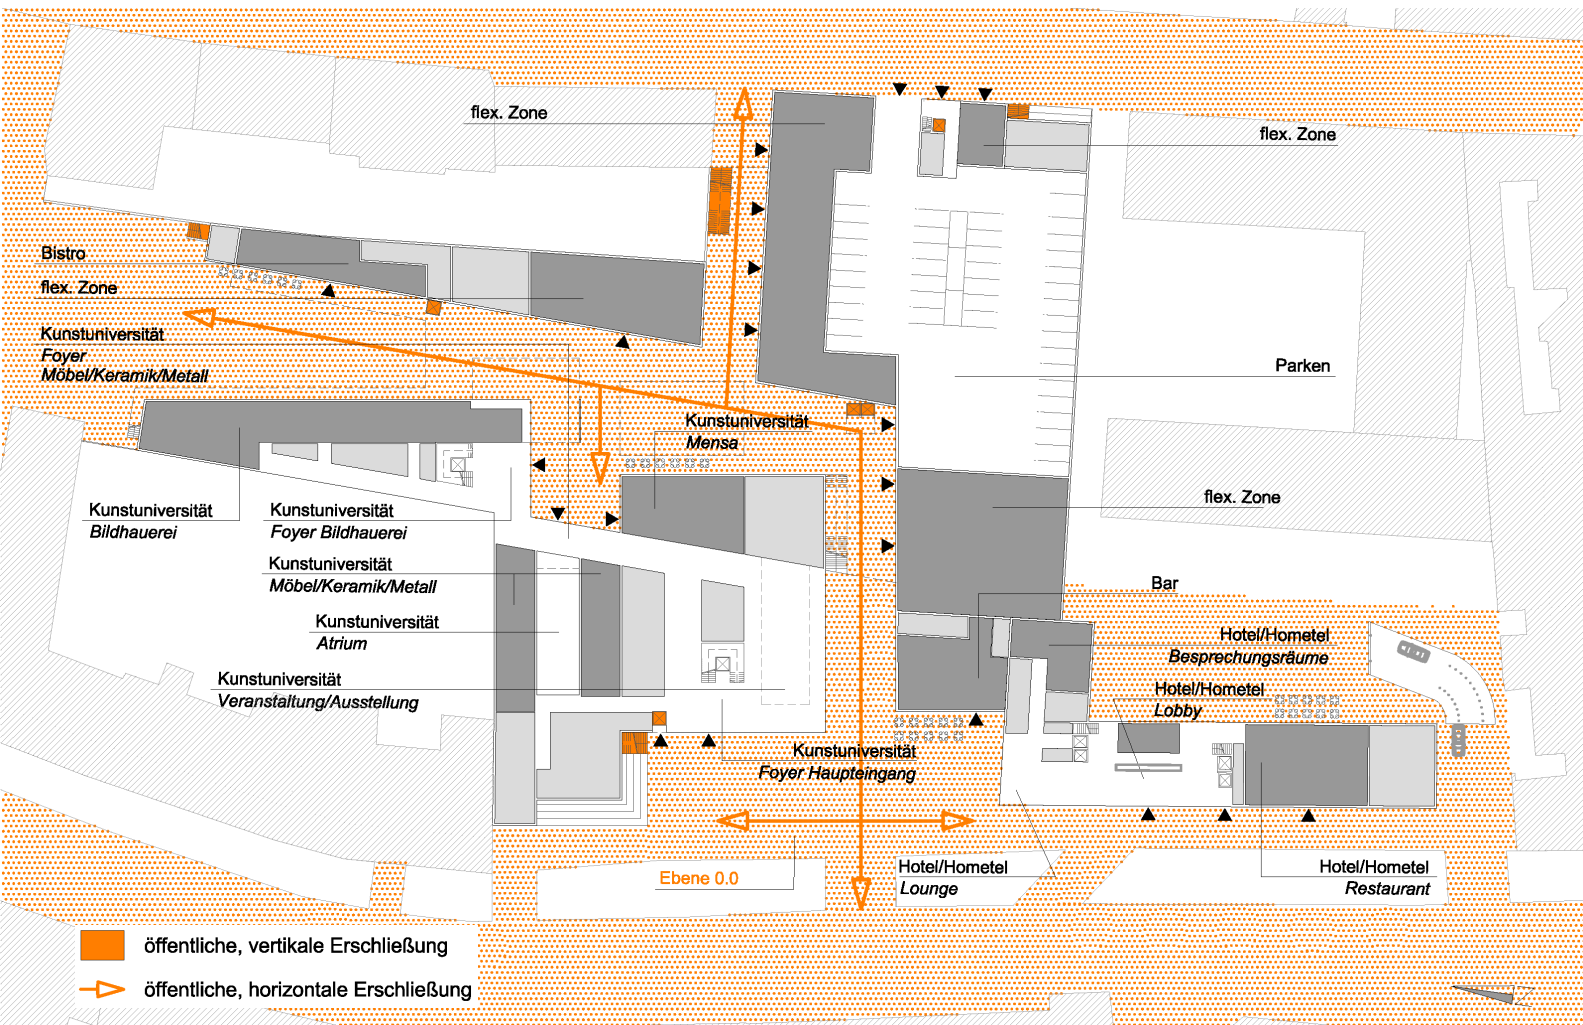 flex. Zone
flex. Zone
Bistro
flex. Zone
Kunstuniversität
Foyer
Möbel/Keramik/Metall
Parken
Kunstuniversität
Mensa
flex. Zone
Kunstuniversität
Bildhauerei
Kunstuniversität
Foyer Bildhauerei
Kunstuniversität
Möbel/Keramik/Metall
Bar
Kunstuniversität
Atrium
Hotel/Hometel
Besprechungsräume
Kunstuniversität
Veranstaltung/Ausstellung
Hotel/Hometel
Lobby
Kunstuniversität
Foyer Haupteingang
Hotel/Hometel
Lounge
Hotel/Hometel
Restaurant
Ebene 0.0
öffentliche, vertikale Erschließung
öffentliche, horizontale Erschließung